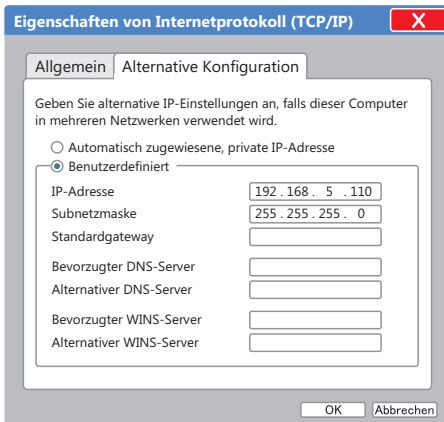 Eigenschaften von Internetprotokoll (TCP/IP) X
Allgemein Alternative Konfiguration
Geben Sie alternative IP-Einstellungen an, falls dieser Computer
in mehreren Netzwerken verwendet wird.
Automatisch zugewiesene, private IP-Adresse
Benutzerdefiniert
IP-Adresse 192 . 168 . 5 . 110
Subnetzmaske 255 . 255 . 255 . 0
Standardgateway
Bevorzugter DNS-Server
Alternativer DNS-Server
Bevorzugter WINS-Server
Alternativer WINS-Server
OK Abbrechen